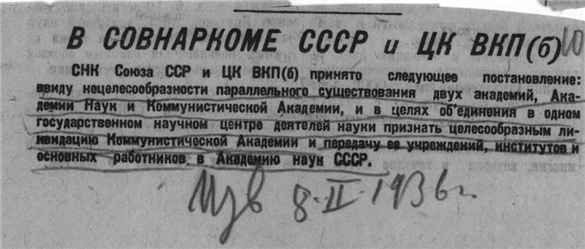 В СОВНАРКОМЕ СССР и ЦК ВКП(б)
СНК Союза ССР и ЦК ВКП(б) принято следующее постановление:
ввиду нецелесообразности параллельного существования двух академий, Ака-
демии Наук и Коммунистической Академии, и в целях об'единения в одном
государственном научном центре деятелей науки признать целесообразным ли-
квидацию Коммунистической Академии и передачу ее учреждений, институтов и
основных работников в Академию наук СССР.
Изв 8-II-1936г.